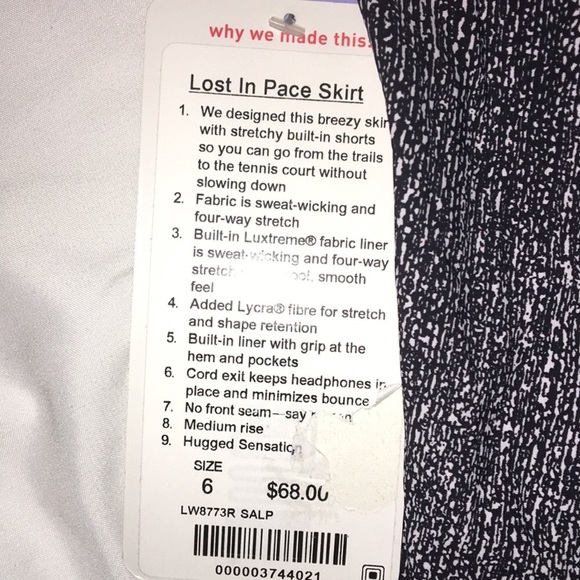 why we made this:
Lost In Pace Skirt
1. We designed this breezy skir
with stretchy built-in shorts
so you can go from the trails
to the tennis court without
slowing down
2. Fabric is sweat-wicking and
four-way stretch
3. Built-in Luxtreme® fabric liner
is sweat-wicking and four-way
stretch smooth
feel
4. Added Lycra® fibre for stretch
and shape retention
5. Built-in liner with grip at the
hem and pockets
6. Cord exit keeps headphones in
place and minimizes bounce
7. No front seam—say
8. Medium rise
9. Hugged Sensation
SIZE
6 $68.00
LW8773R SALP
000003744021